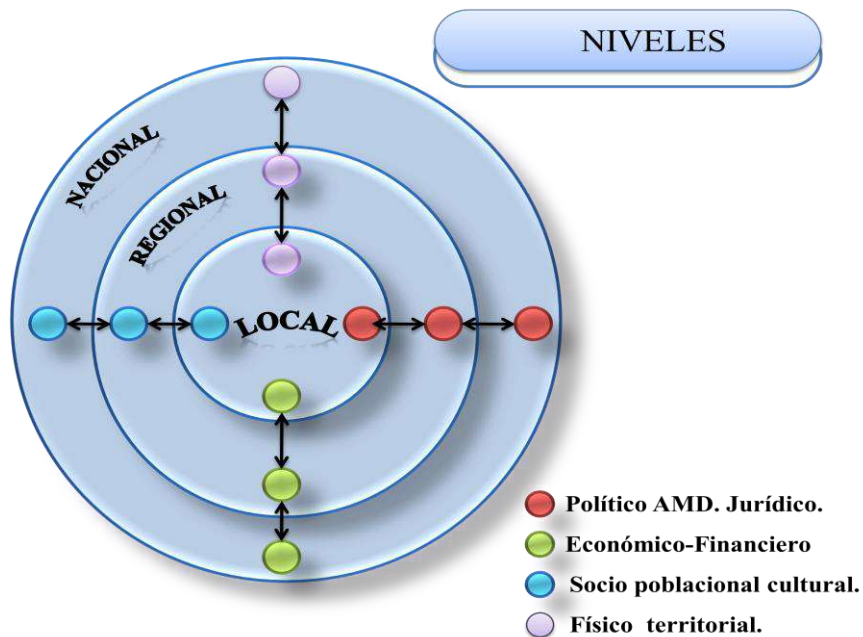 NIVELES
NACIONAL
REGIONAL
LOCAL
Político AMD. Jurídico.
Económico-Financiero
Socio poblacional cultural.
Físico territorial.